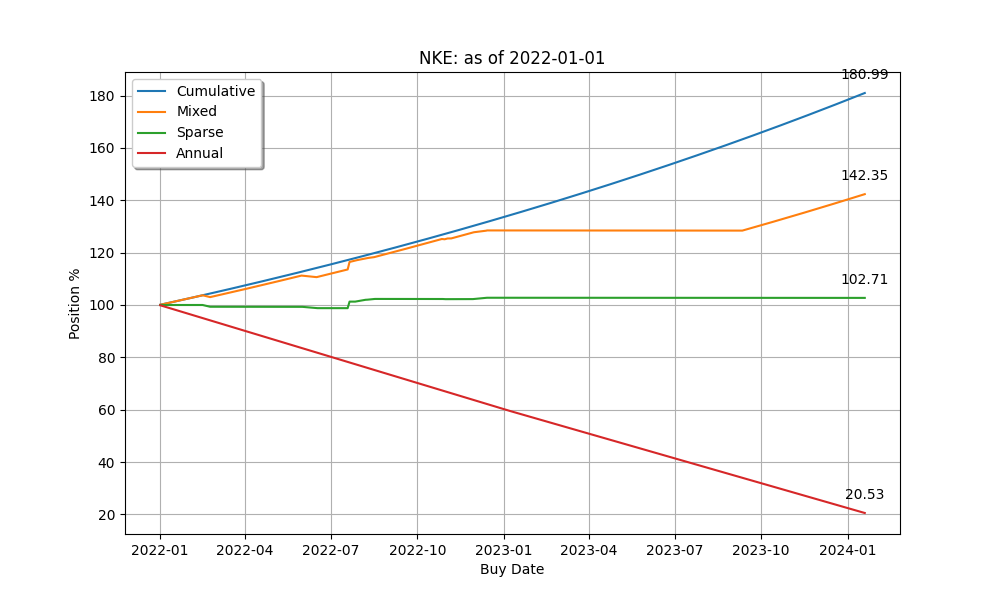 NKE: as of 2022-01-01
180.99
Cumulative
Mixed
Sparse
Annual
142.35
102.71
20.53
Position %
180
160
140
120
100
80
60
40
20
2022-01 2022-04 2022-07 2022-10 2023-01 2023-04 2023-07 2023-10 2024-01
Buy Date